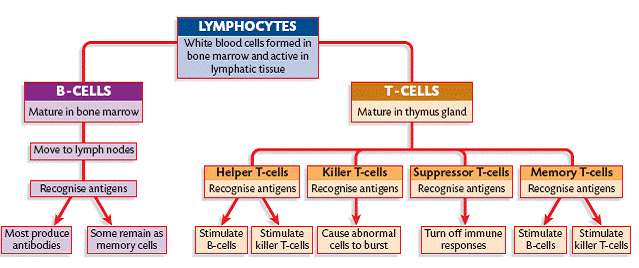 LYMPHOCYTES
White blood cells formed in
bone marrow and active in
lymphatic tissue
B-CELLS
Mature in bone marrow
Move to lymph nodes
Recognise antigens
Most produce
antibodies
Some remain as
memory cells
T-CELLS
Mature in thymus gland
Helper T-cells
Recognise antigens
Stimulate
B-cells
Stimulate
killer T-cells
Killer T-cells
Recognise antigens
Cause abnormal
cells to burst
Suppressor T-cells
Recognise antigens
Turn off immune
responses
Memory T-cells
Recognise antigens
Stimulate
B-cells
Stimulate
killer T-cells